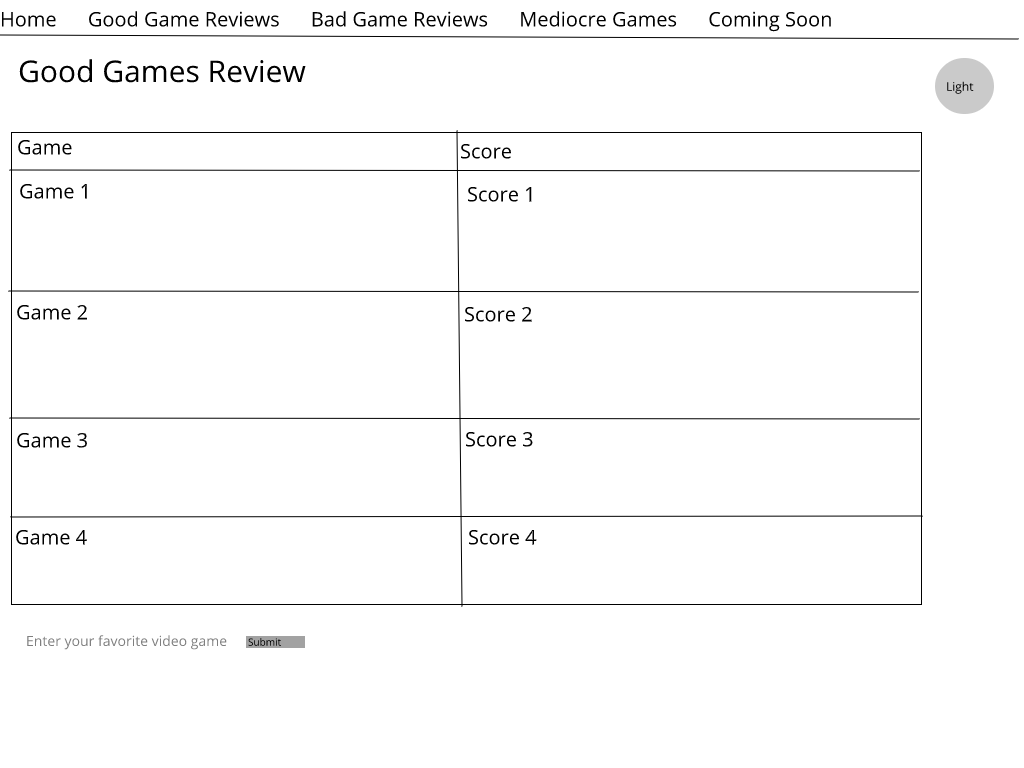 Home Good Game Reviews Bad Game Reviews Mediocre Games Coming Soon
Good Games Review
Light
Game Score
Game 1 Score 1
Game 2 Score 2
Game 3 Score 3
Game 4 Score 4
Enter your favorite video game Submit